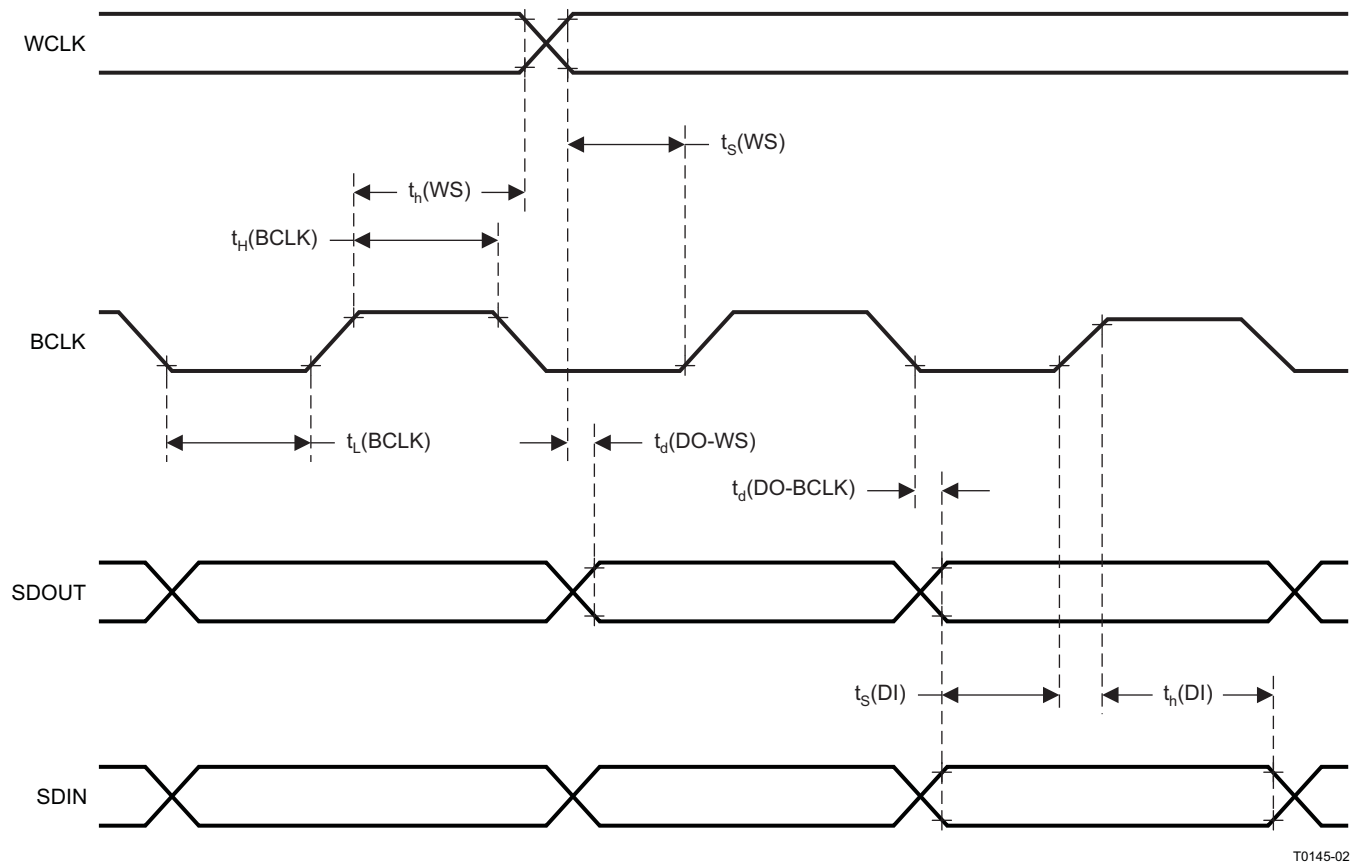 WCLK
tS(WS)
th(WS)
tH(BCLK)
BCLK
tL(BCLK)
td(DO-WS)
td(DO-BCLK)
SDOUT
tS(DI)
th(DI)
SDIN
T0145-02